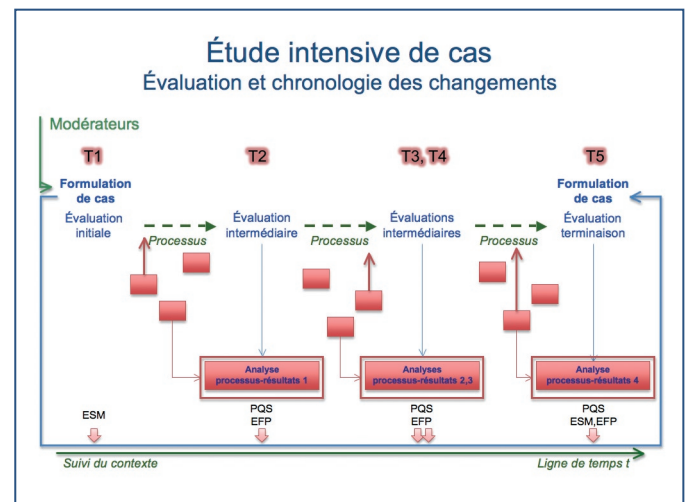 Étude intensive de cas
Évaluation et chronologie des changements
Modérateurs
T1
T2
T3, T4
T5
Formulation
de cas
Formulation
de cas
Évaluation
initiale
Processus
Évaluation
intermédiaire
Processus
Évaluations
intermédiaires
Processus
Évaluation
terminaison
Analyse
processus-résultats 1
Analyses
processus-résultats 2,3
Analyse
processus-résultats 4
ESM
PQS
EFP
PQS
EFP
PQS
ESM,EFP
Suivi du contexte
Ligne de temps t